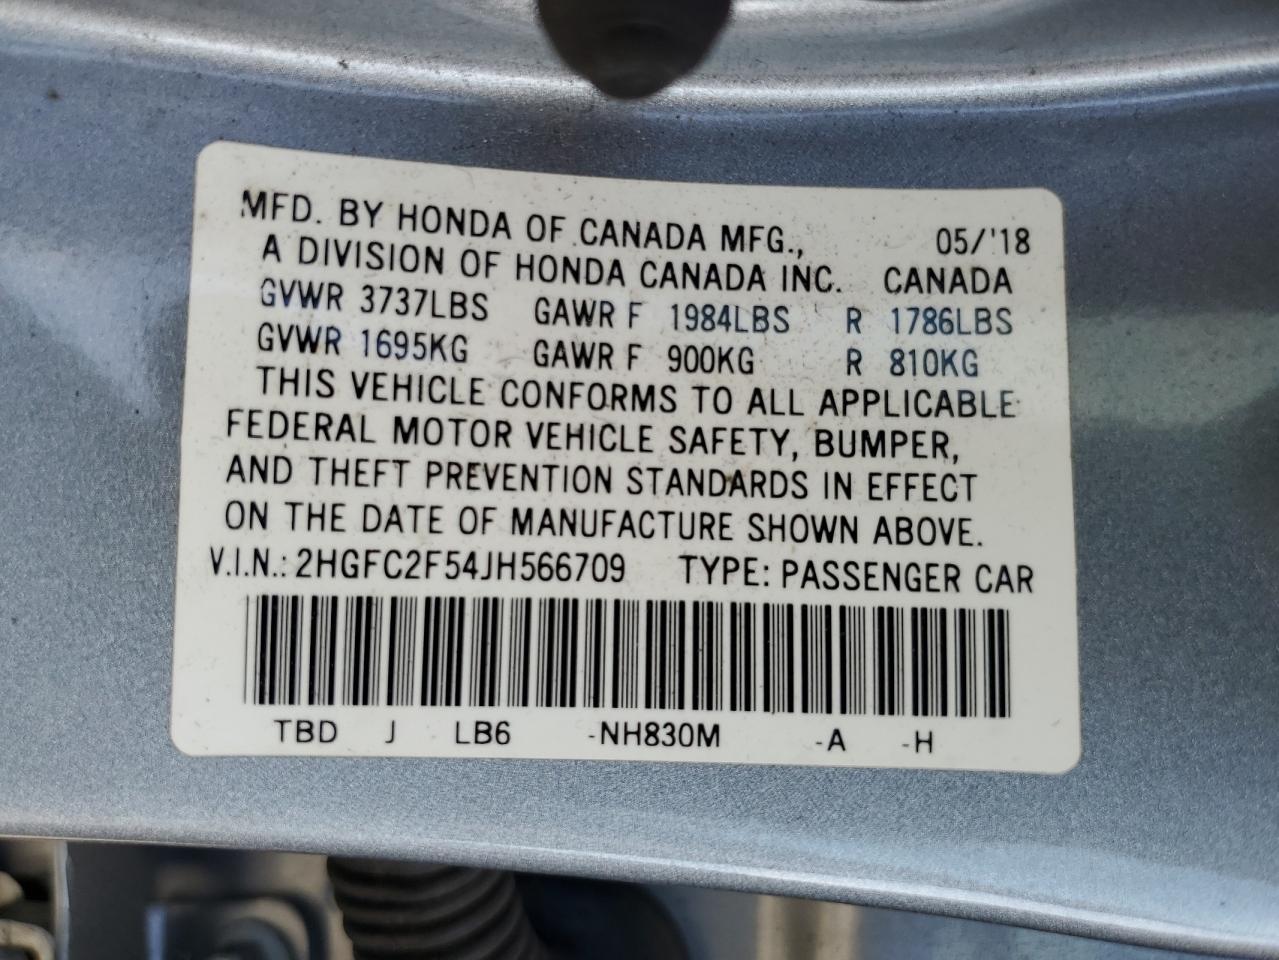 MFD. BY HONDA OF CANADA MFG., 05/'18
A DIVISION OF HONDA CANADA INC. CANADA
GVWR 3737LBS GAWR F 1984LBS R 1786LBS
GVWR 1695KG GAWR F 900KG R 810KG
THIS VEHICLE CONFORMS TO ALL APPLICABLE
FEDERAL MOTOR VEHICLE SAFETY, BUMPER,
AND THEFT PREVENTION STANDARDS IN EFFECT
ON THE DATE OF MANUFACTURE SHOWN ABOVE.
V.I.N.: 2HGFC2F54JH566709 TYPE: PASSENGER CAR
TBD J LB6 -NH830M -A -H